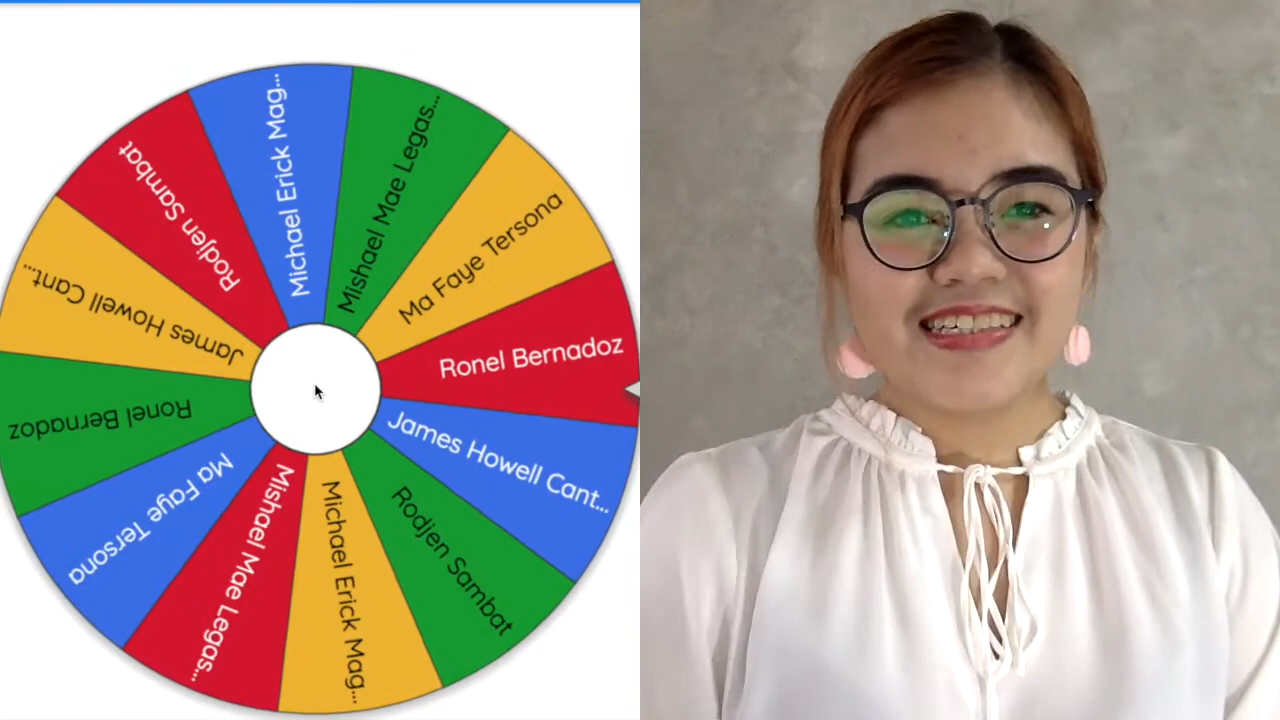 Michael Erick Mag...
Mishael Mae Legas...
Ma Faye Tersona
Ronel Bernadoz
James Howell Cant...
Rodjen Sambat
Michael Erick Mag...
Mishael Mae Legas...
Ma Faye Tersona
Ronel Bernadoz
James Howell Cant...
Rodjen Sambat